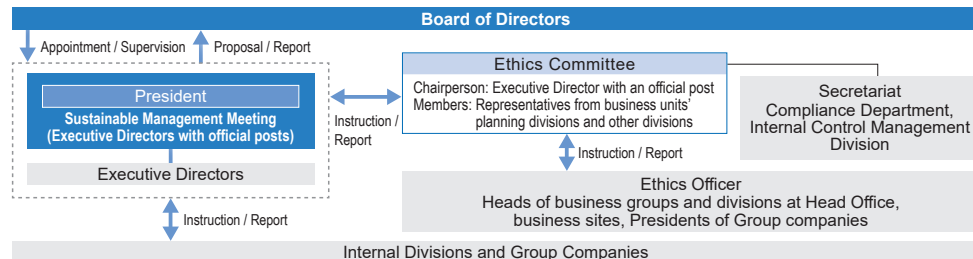 Board of Directors
Appointment / Supervision
Proposal / Report
President
Sustainable Management Meeting
(Executive Directors with official posts)
Executive Directors
Instruction /
Report
Ethics Committee
Chairperson: Executive Director with an official post
Members: Representatives from business units'
planning divisions and other divisions
Secretariat
Compliance Department,
Internal Control Management
Division
Instruction / Report
Ethics Officer
Heads of business groups and divisions at Head Office,
business sites, Presidents of Group companies
Instruction / Report
Internal Divisions and Group Companies